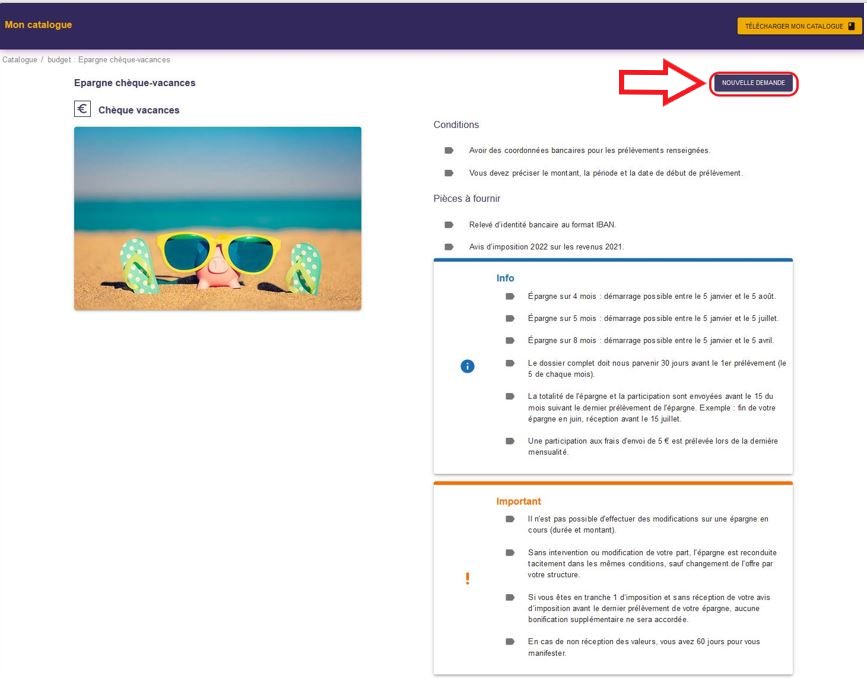 Mon catalogue
TÉLÉCHARGER MON CATALOGUE
Catalogue / budget : Epargne chèque-vacances
Epargne chèque-vacances
NOUVELLE DEMANDE
€ Chèque vacances
Conditions
Avoir des coordonnées bancaires pour les prélèvements renseignées.
Vous devez préciser le montant, la période et la date de début de prélèvement.
Pièces à fournir
Relevé d'identité bancaire au format IBAN.
Avis d'imposition 2022 sur les revenus 2021.
Info
Épargne sur 4 mois : démarrage possible entre le 5 janvier et le 5 août.
Épargne sur 5 mois : démarrage possible entre le 5 janvier et le 5 juillet.
Épargne sur 8 mois : démarrage possible entre le 5 janvier et le 5 avril.
Le dossier complet doit nous parvenir 30 jours avant le 1er prélèvement (le
5 de chaque mois).
La totalité de l'épargne et la participation sont envoyées avant le 15 du
mois suivant le dernier prélèvement de l'épargne. Exemple : fin de votre
épargne en juin, réception avant le 15 juillet.
Une participation aux frais d'envoi de 5 € est prélevée lors de la dernière
mensualité.
Important
Il n'est pas possible d'effectuer des modifications sur une épargne en
cours (durée et montant).
Sans intervention ou modification de votre part, l'épargne est reconduite
tacitement dans les mêmes conditions, sauf changement de l'offre par
votre structure.
Si vous êtes en tranche 1 d'imposition et sans réception de votre avis
d'imposition avant le dernier prélèvement de votre épargne, aucune
bonification supplémentaire ne sera accordée.
En cas de non réception des valeurs, vous avez 60 jours pour vous
manifester.